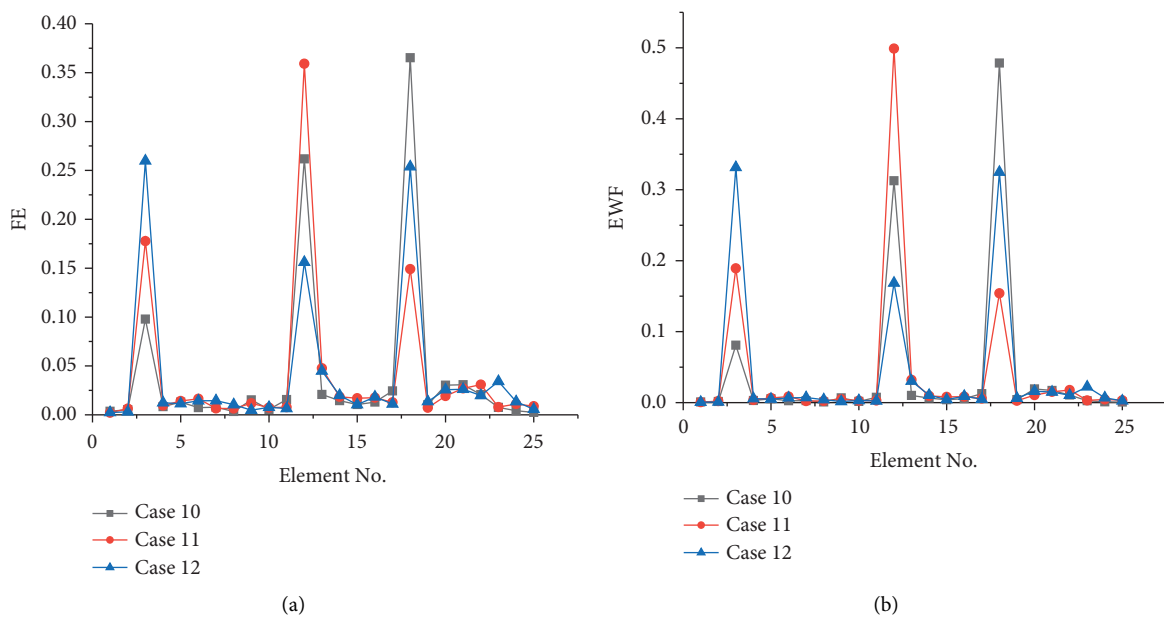 0.40
0.35
0.30
0.25
0.20
0.15
0.10
0.05
0.00
FE
0 5 10 15 20 25
Element No.
Case 10
Case 11
Case 12
(a)
0.5
0.4
0.3
0.2
0.1
0.0
EWF
0 5 10 15 20 25
Element No.
Case 10
Case 11
Case 12
(b)